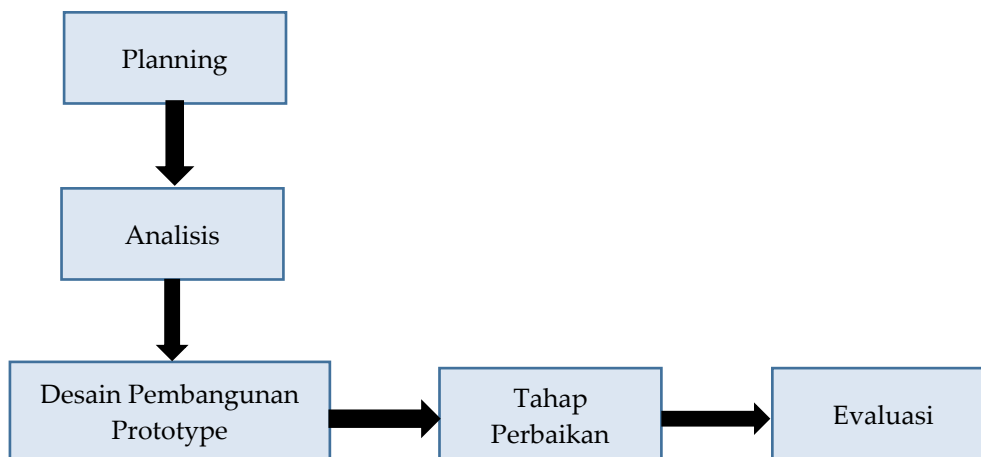 Planning
Analisis
Desain Pembangunan
Prototype
Tahap
Perbaikan
Evaluasi